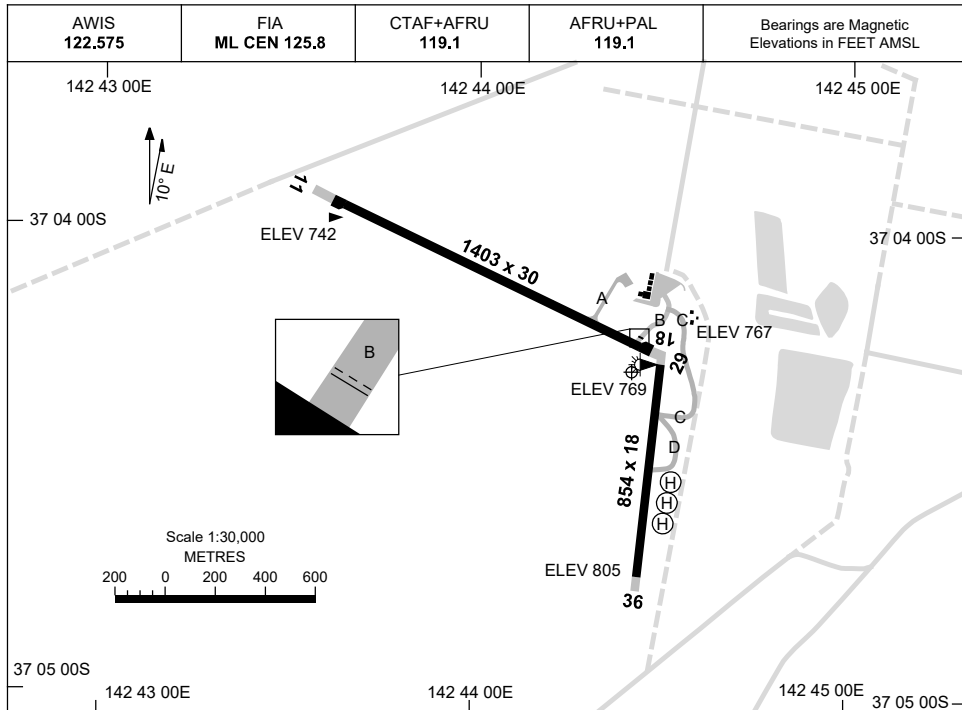 AWIS
122.575
FIA
ML CEN 125.8
CTAF+AFRU
119.1
AFRU+PAL
119.1
Bearings are Magnetic
Elevations in FEET AMSL
142 43 00E
142 44 00E
142 45 00E
10° E
11
37 04 00S
ELEV 742
37 04 00S
1403 x 30
A
B
C
ELEV 767
18
B
29
ELEV 769
C
D
854 x 18
H
H
H
Scale 1:30,000
METRES
200 0 200 400 600
ELEV 805
36
37 05 00S
142 43 00E
142 44 00E
142 45 00E
37 05 00S